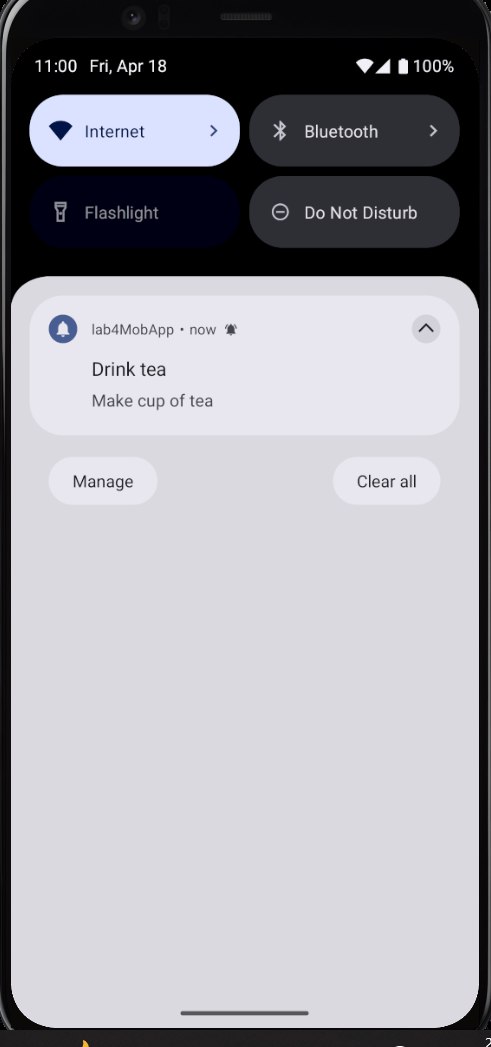 11:00 Fri, Apr 18 100%
Internet Bluetooth
Flashlight Do Not Disturb
lab4MobApp • now
Drink tea
Make cup of tea
Manage Clear all